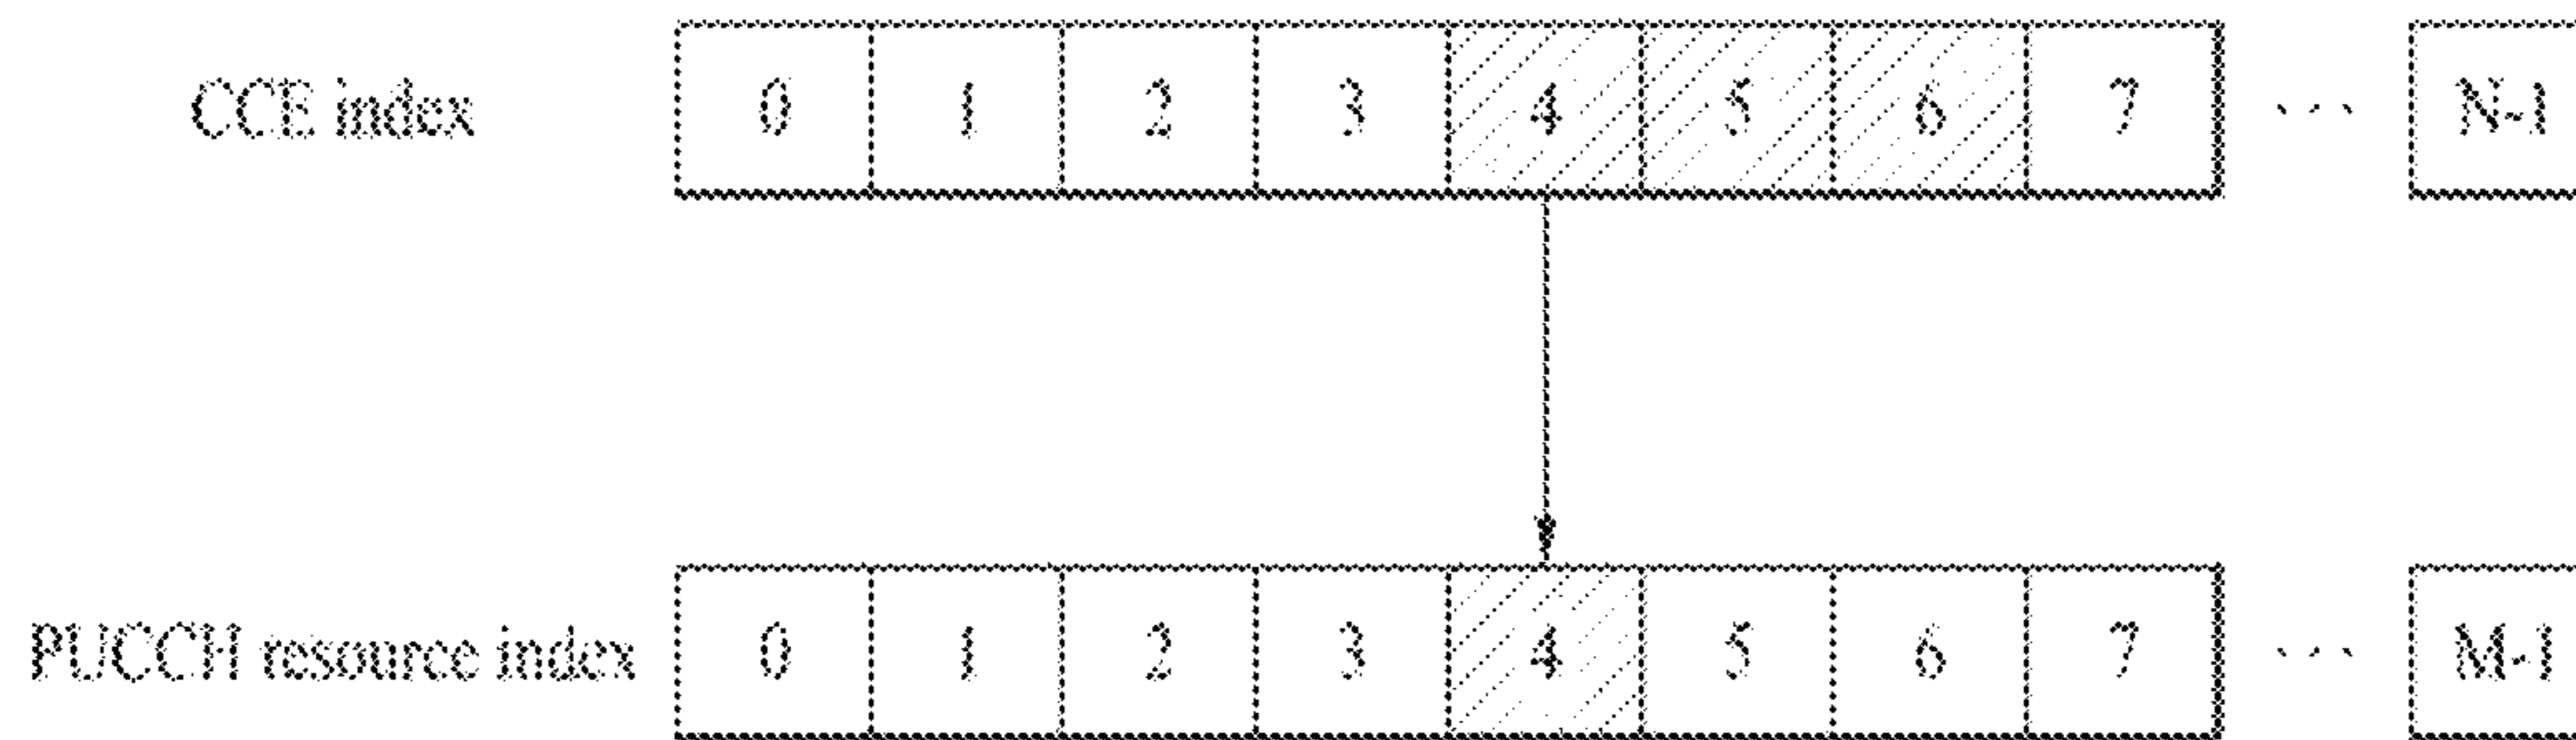 CCE index 0 1 2 3 4 5 6 7 ... N-1
PUCCH resource index 0 1 2 3 4 5 6 7 ... M-1